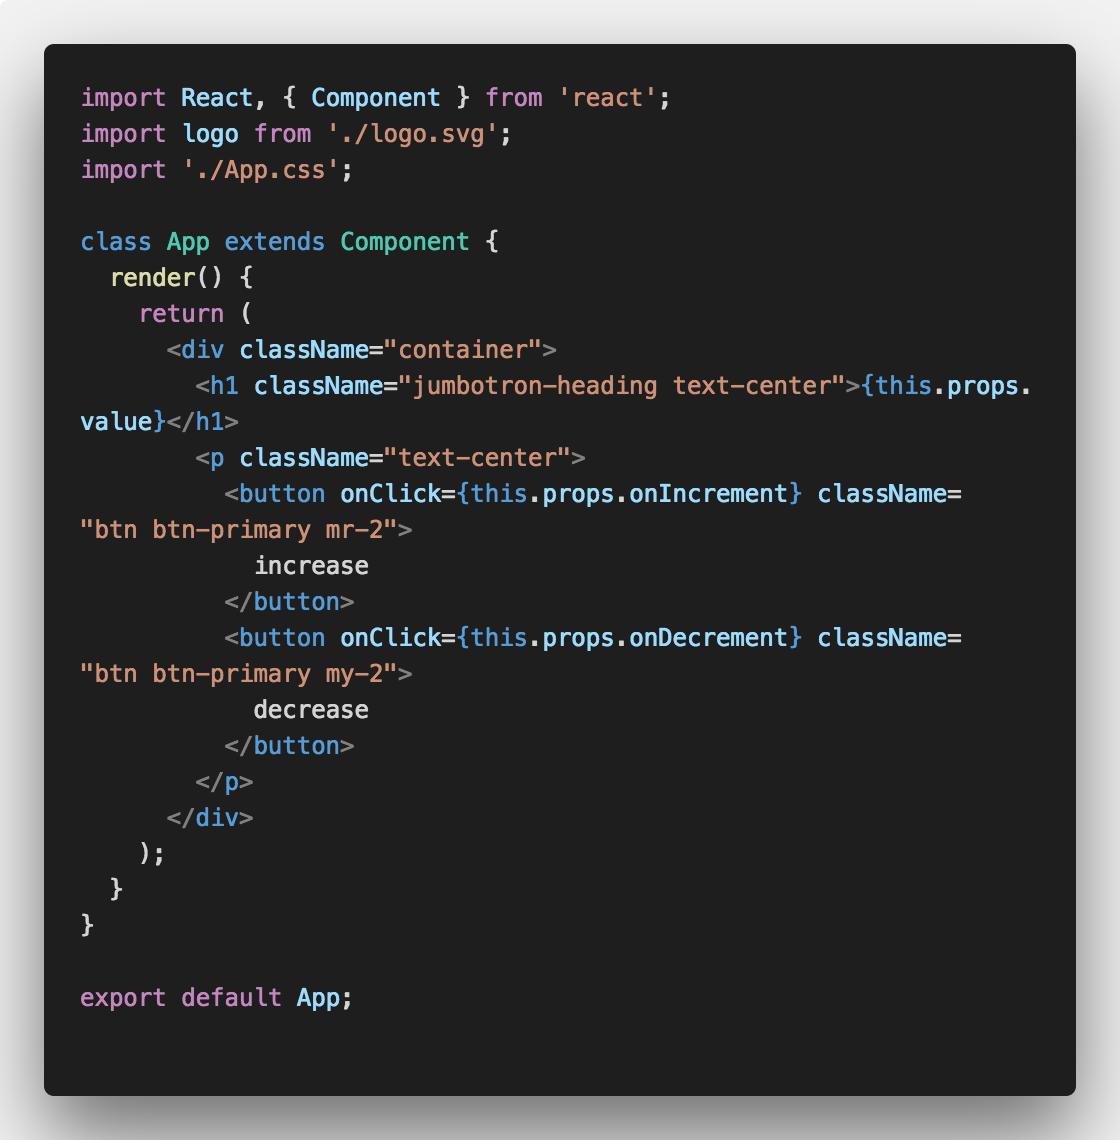 import React, { Component } from 'react';
import logo from './logo.svg';
import './App.css';

class App extends Component {
  render() {
    return (
      <div className="container">
        <h1 className="jumbotron-heading text-center">{this.props.
value}</h1>
        <p className="text-center">
          <button onClick={this.props.onIncrement} className=
"btn btn-primary mr-2">
            increase
          </button>
          <button onClick={this.props.onDecrement} className=
"btn btn-primary my-2">
            decrease
          </button>
        </p>
      </div>
    );
  }
}

export default App;